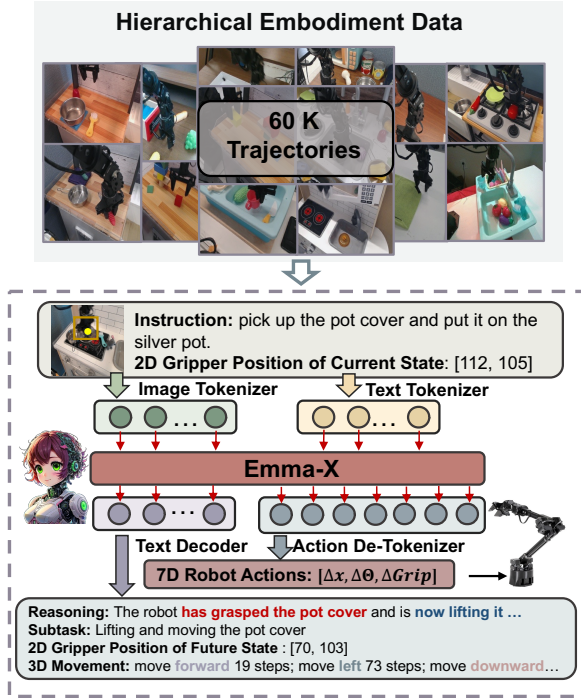 Hierarchical Embodiment Data
60 K
Trajectories
Instruction: pick up the pot cover and put it on the
silver pot.
2D Gripper Position of Current State: [112, 105]
Image Tokenizer
Text Tokenizer
...
...
Emma-X
...
Text Decoder
Action De-Tokenizer
7D Robot Actions: [Δx, ΔΘ, ΔGrip]
Reasoning: The robot has grasped the pot cover and is now lifting it ...
Subtask: Lifting and moving the pot cover
2D Gripper Position of Future State : [70, 103]
3D Movement: move forward 19 steps; move left 73 steps; move downward...